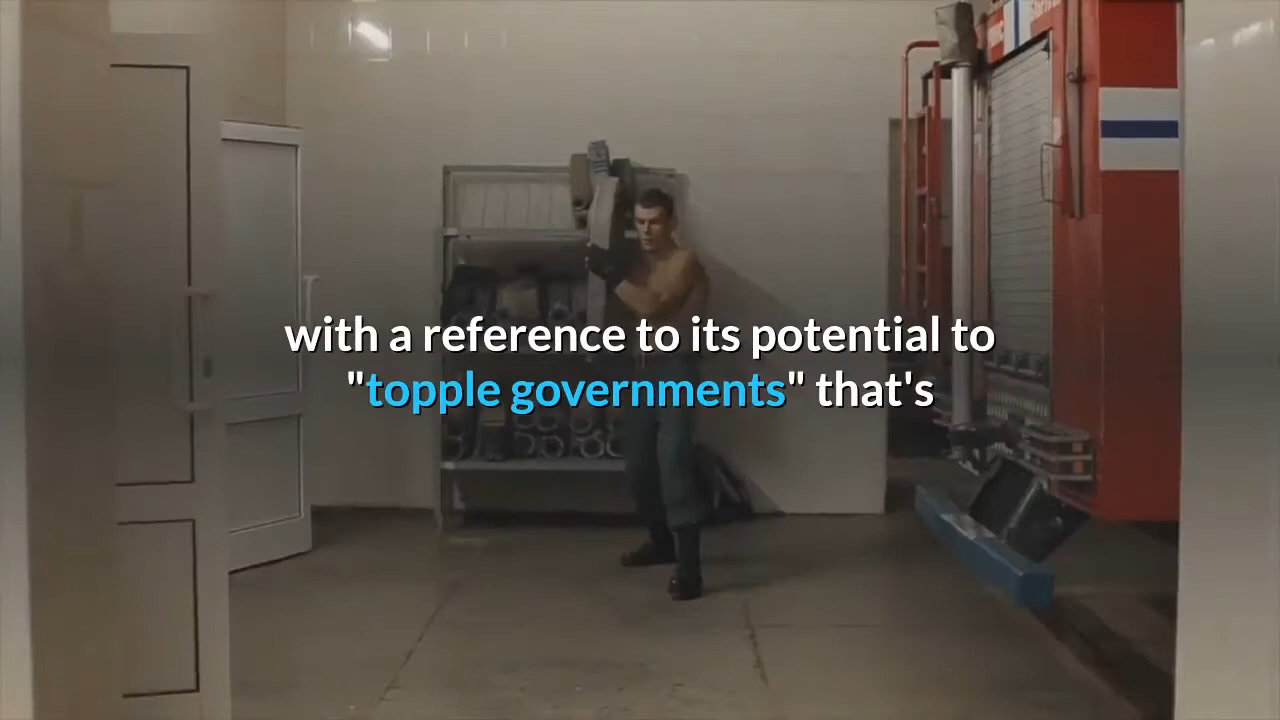 with a reference to its potential to
"topple governments" that's